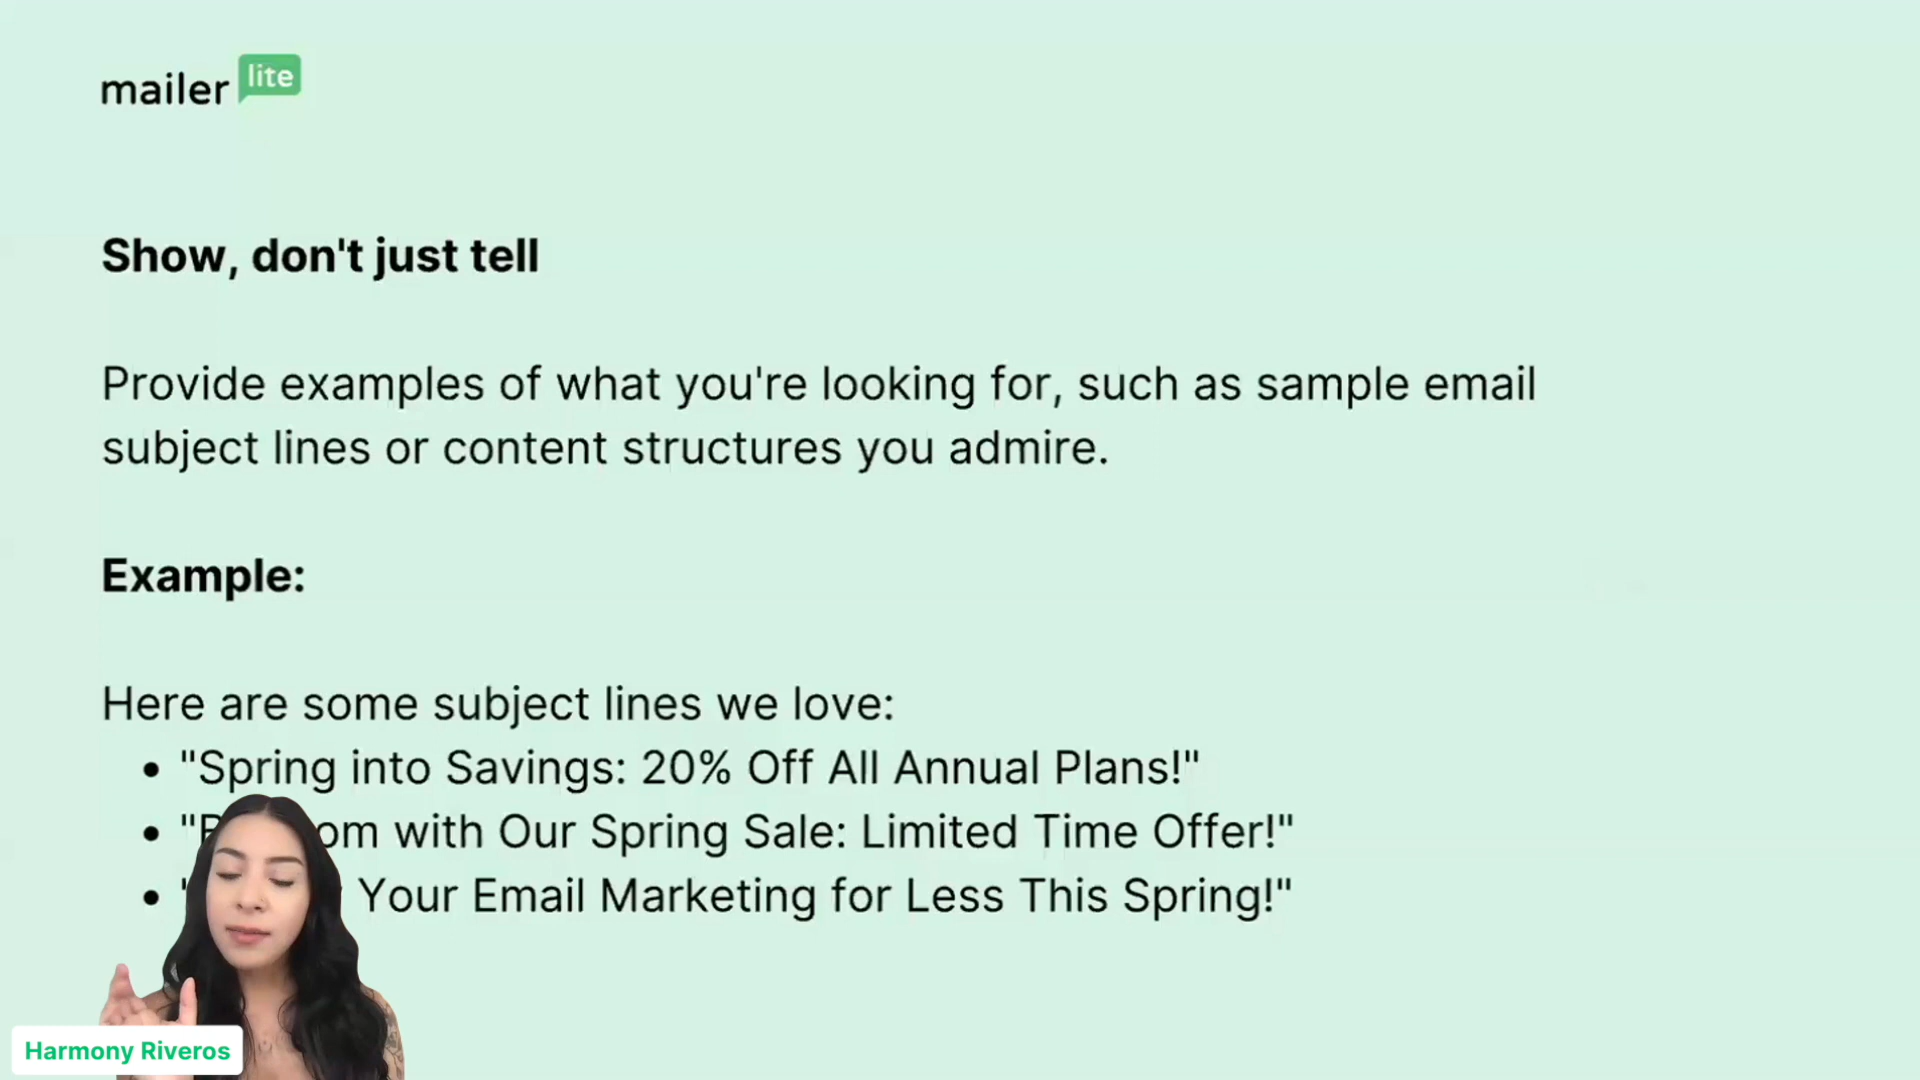 mailer lite
Show, don't just tell
Provide examples of what you're looking for, such as sample email
subject lines or content structures you admire.
Example:
Here are some subject lines we love:
• "Spring into Savings: 20% Off All Annual Plans!"
• " with Our Spring Sale: Limited Time Offer!"
• " Your Email Marketing for Less This Spring!"
Harmony Riveros